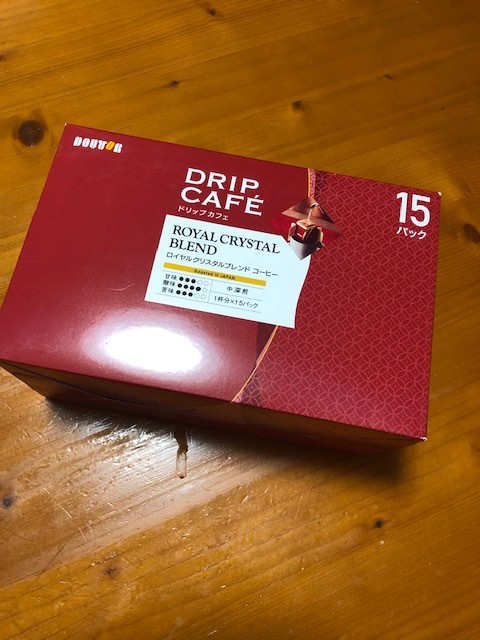 DOUTOR
DRIP
CAFÉ
ドリップ カフェ
15
パック
ROYAL CRYSTAL
BLEND
ロイヤルクリスタルブレンド コーヒー
Roasted in JAPAN
甘味 ●●●○○
酸味 ●●●●○
苦味 ●●●○○
中深煎
1杯分×15パック